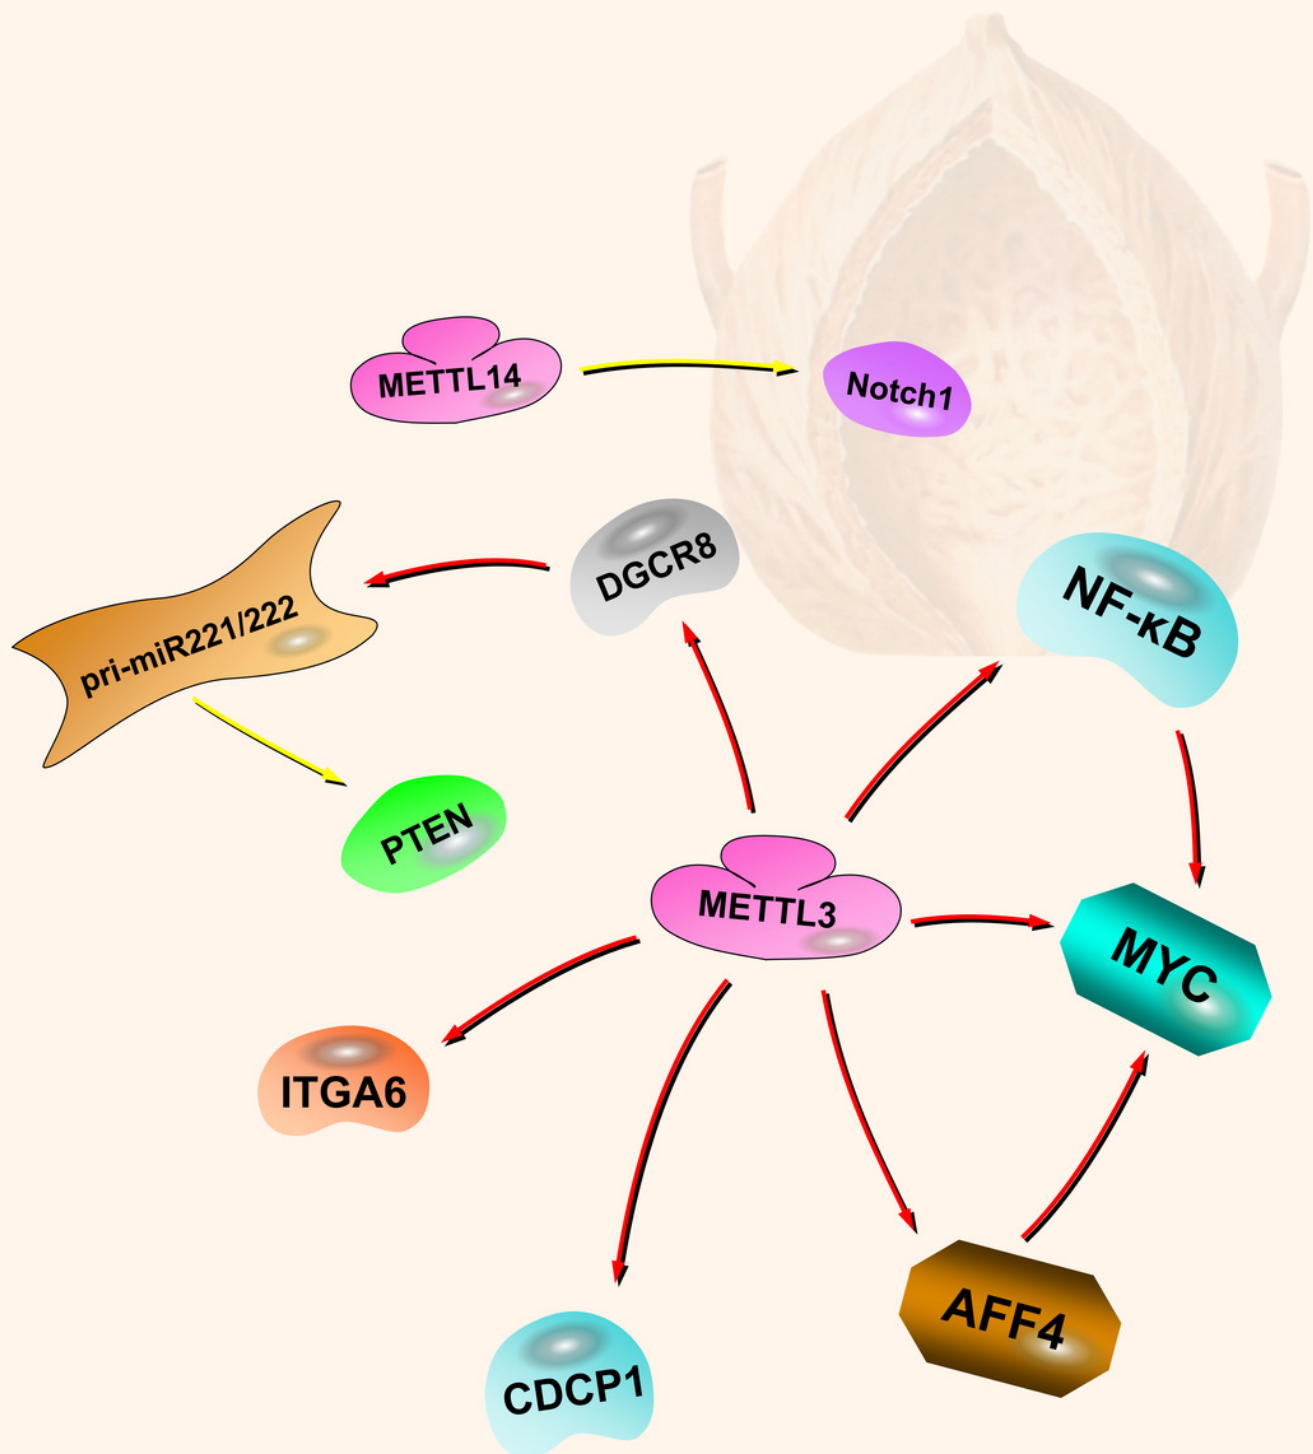 METTL14
Notch1
DGCR8
NF-κB
pri-miR221/222
PTEN
METTL3
MYC
ITGA6
AFF4
CDCP1